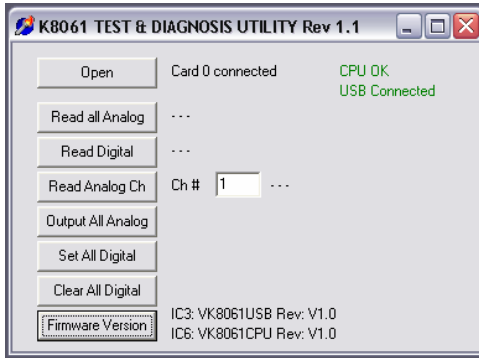 K8061 TEST & DIAGNOSIS UTILITY Rev 1.1
Open Card 0 connected CPU OK
USB Connected
Read all Analog - - -
Read Digital - - -
Read Analog Ch Ch # 1 - - -
Output All Analog
Set All Digital
Clear All Digital
Firmware Version IC3: VK8061USB Rev: V1.0
IC6: VK8061CPU Rev: V1.0